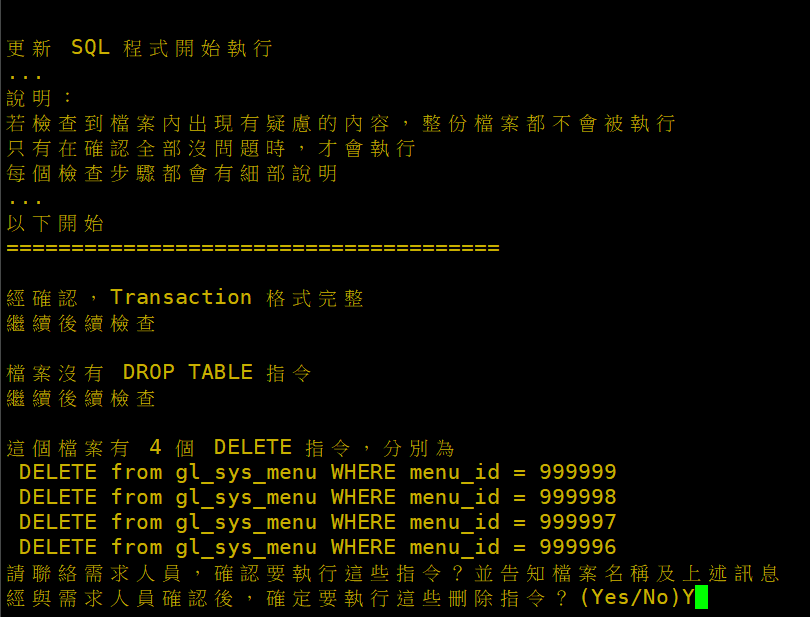 更新 SQL 程式開始執行
...
說明：
若檢查到檔案內出現有疑慮的內容，整份檔案都不會被執行
只有在確認全部沒問題時，才會執行
每個檢查步驟都會有細部說明
...
以下開始
======================================
經確認，Transaction 格式完整
繼續後續檢查
檔案沒有 DROP TABLE 指令
繼續後續檢查
這個檔案有 4 個 DELETE 指令，分別為
DELETE from gl_sys_menu WHERE menu_id = 999999
DELETE from gl_sys_menu WHERE menu_id = 999998
DELETE from gl_sys_menu WHERE menu_id = 999997
DELETE from gl_sys_menu WHERE menu_id = 999996
請聯絡需求人員，確認要執行這些指令？並告知檔案名稱及上述訊息
經與需求人員確認後，確定要執行這些刪除指令？(Yes/No)Y